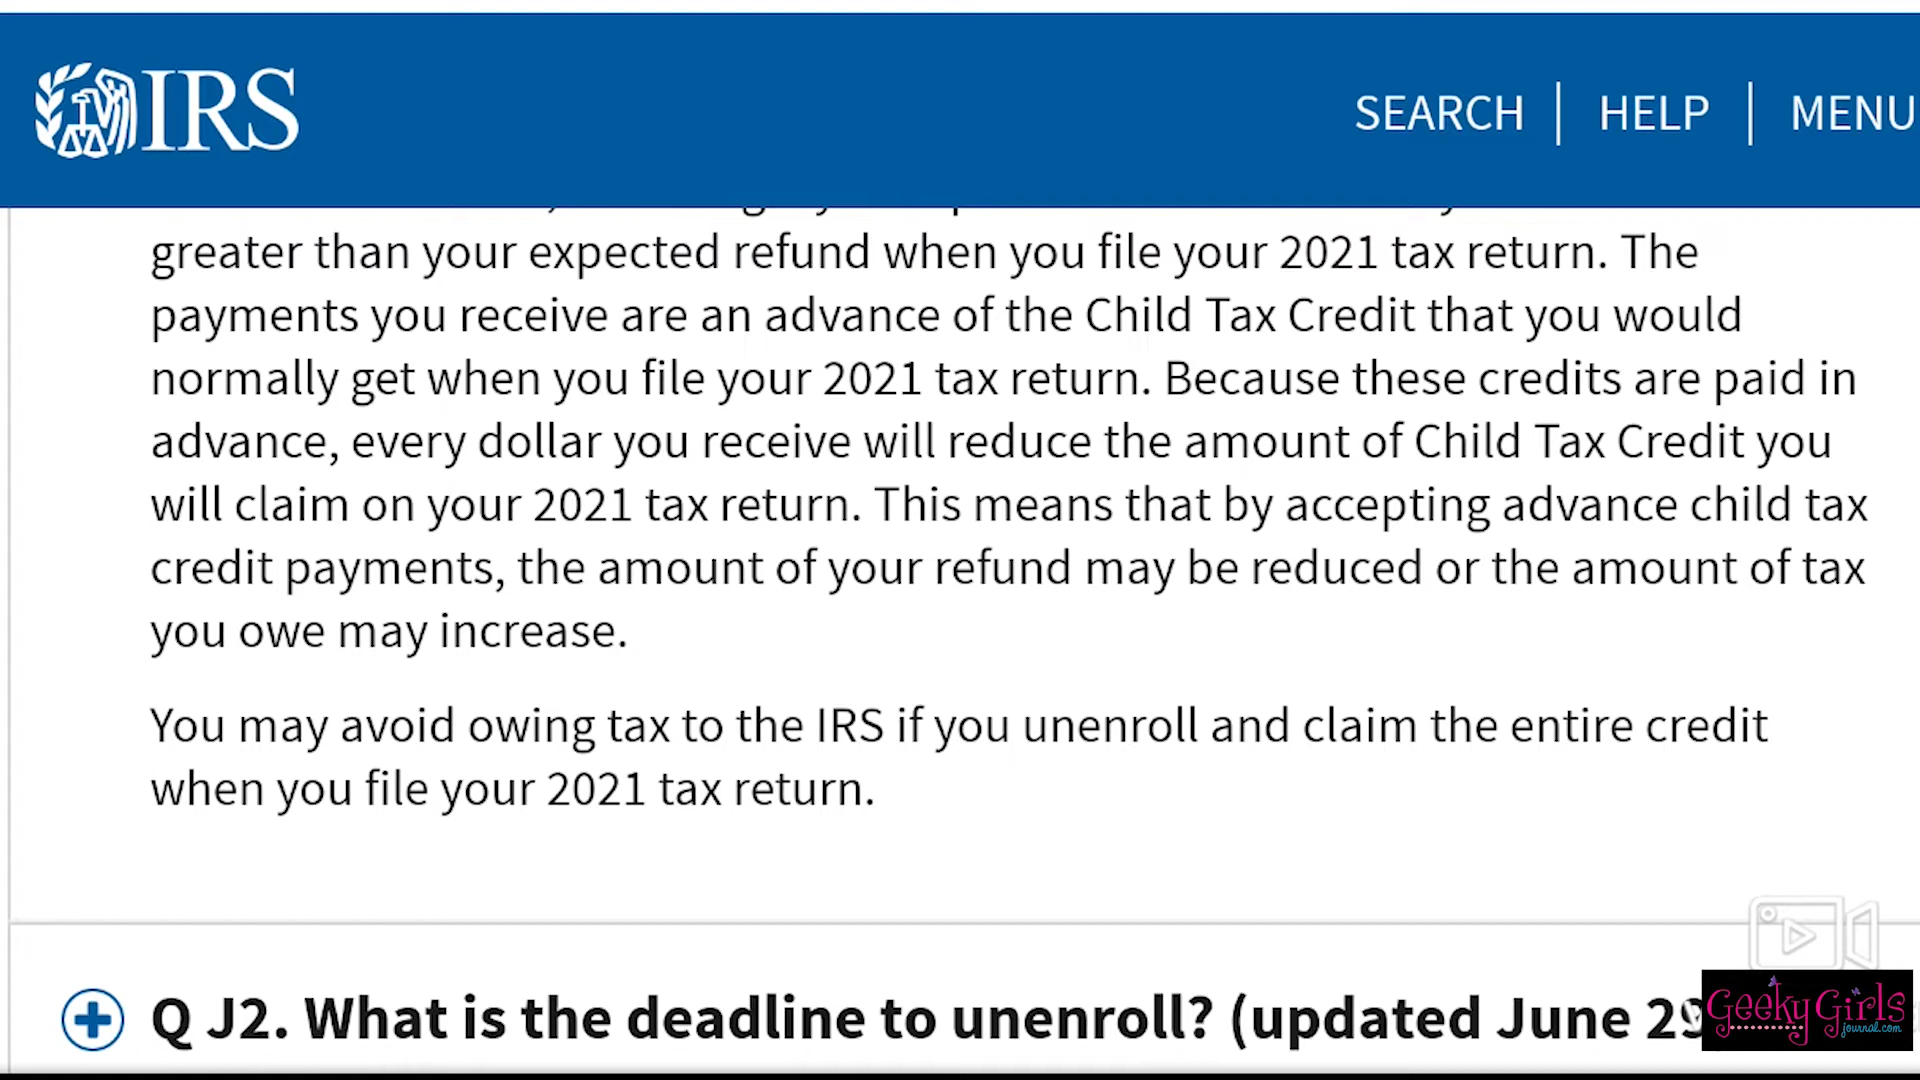 IRS
SEARCH | HELP | MENU
greater than your expected refund when you file your 2021 tax return. The
payments you receive are an advance of the Child Tax Credit that you would
normally get when you file your 2021 tax return. Because these credits are paid in
advance, every dollar you receive will reduce the amount of Child Tax Credit you
will claim on your 2021 tax return. This means that by accepting advance child tax
credit payments, the amount of your refund may be reduced or the amount of tax
you owe may increase.
You may avoid owing tax to the IRS if you unenroll and claim the entire credit
when you file your 2021 tax return.
Q J2. What is the deadline to unenroll? (updated June 29
Geeky Girls
journal.com